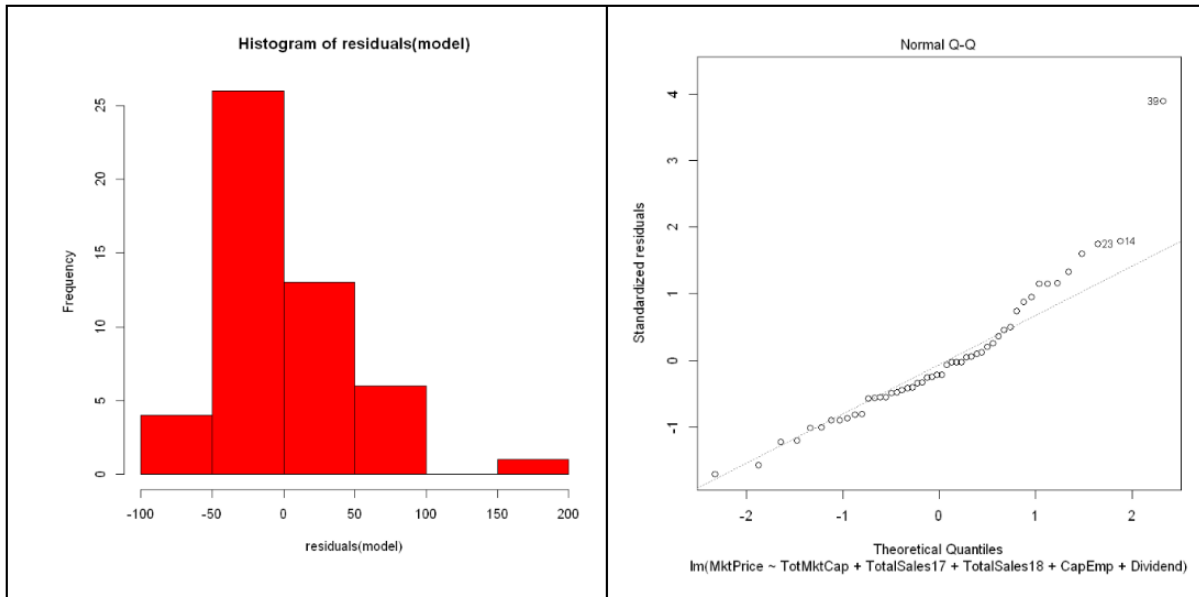 Histogram of residuals(model)
Frequency
25
20
15
10
5
0
-100 -50 0 50 100 150 200
residuals(model)
Normal Q-Q
Standardized residuals
4
3
2
1
0
-1
39
23 14
-2 -1 0 1 2
Theoretical Quantiles
lm(MktPrice ~ TotMktCap + TotalSales17 + TotalSales18 + CapEmp + Dividend)